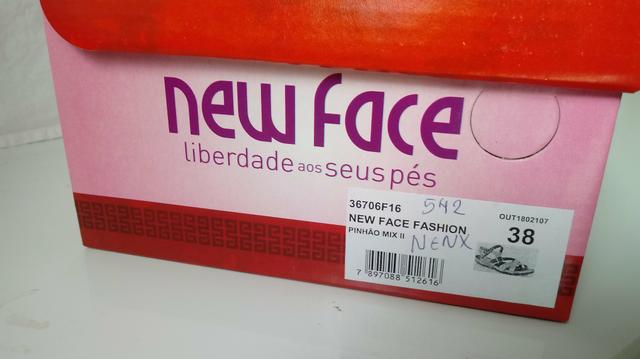 new face
liberdade aos seus pés
36706F16 542 OUT1802107
NEW FACE FASHION 38
PINHÃO MIX II NENX
7 897088 512616